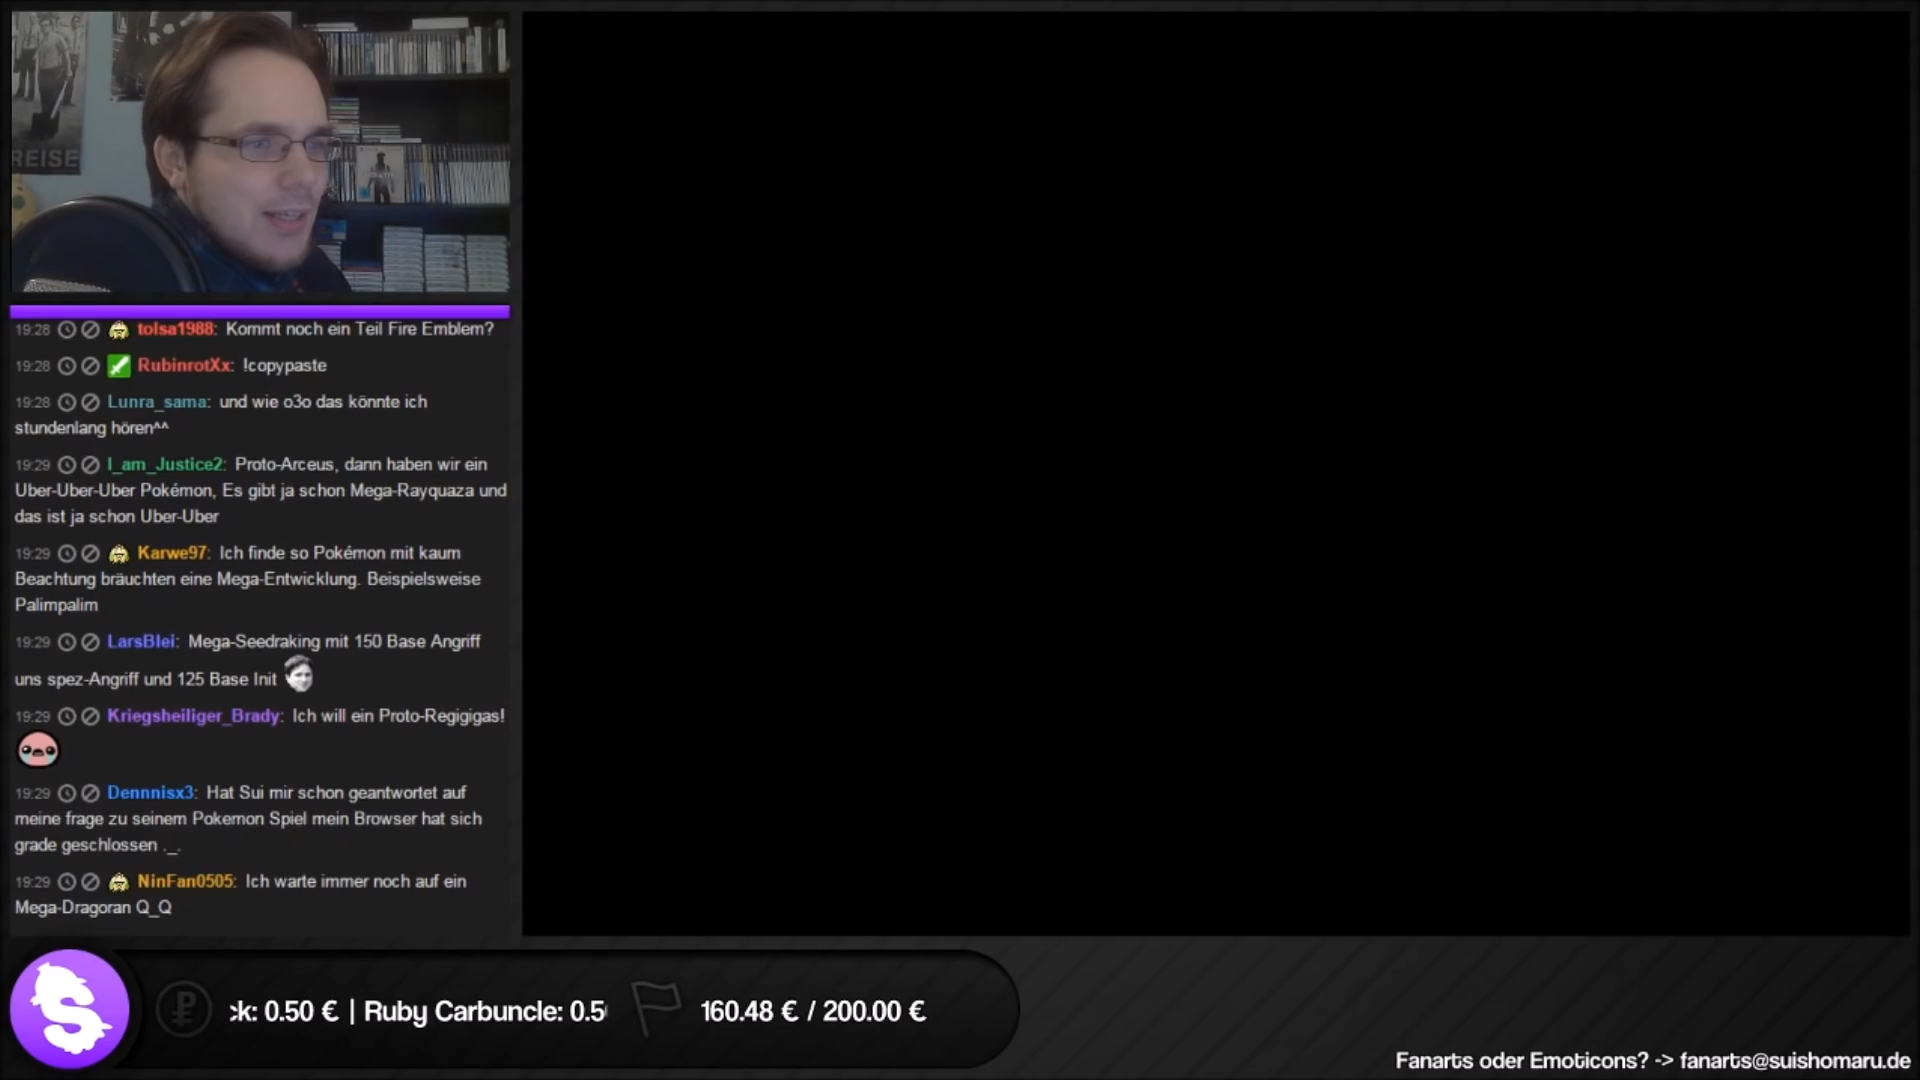 REISE
19:28 tolsa1988: Kommt noch ein Teil Fire Emblem?
19:28 RubinrotXx: !copypaste
19:28 Lunra_sama: und wie o3o das könnte ich
stundenlang hören^^
19:29 I_am_Justice2: Proto-Arceus, dann haben wir ein
Uber-Uber-Uber Pokémon, Es gibt ja schon Mega-Rayquaza und
das ist ja schon Uber-Uber
19:29 Karwe97: Ich finde so Pokémon mit kaum
Beachtung bräuchten eine Mega-Entwicklung. Beispielsweise
Palimpalim
19:29 LarsBlei: Mega-Seedraking mit 150 Base Angriff
uns spez-Angriff und 125 Base Init
19:29 Kriegsheiliger_Brady: Ich will ein Proto-Regigigas!
19:29 Dennnisx3: Hat Sui mir schon geantwortet auf
meine frage zu seinem Pokemon Spiel mein Browser hat sich
grade geschlossen ._.
19:29 NinFan0505: Ich warte immer noch auf ein
Mega-Dragoran Q_Q
ck: 0.50 € | Ruby Carbuncle: 0.5
160.48 € / 200.00 €
Fanarts oder Emoticons? -> fanarts@suishomaru.de